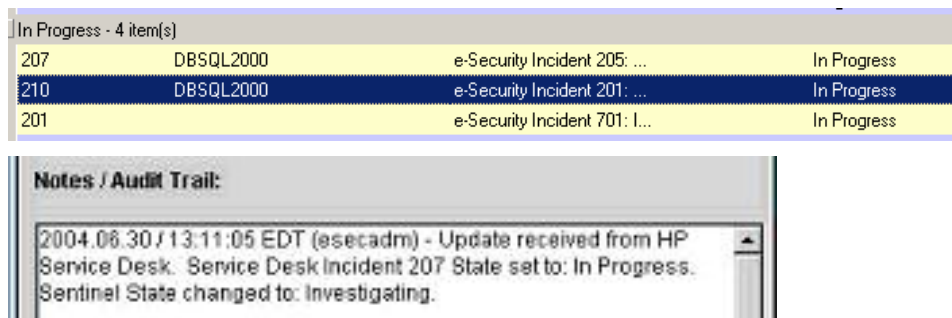 In Progress - 4 item(s)
207 DBSQL2000 e-Security Incident 205: ... In Progress
210 DBSQL2000 e-Security Incident 201: ... In Progress
201 e-Security Incident 701: I... In Progress
Notes / Audit Trail:
2004.06.30 / 13:11:05 EDT (esecadm) - Update received from HP
Service Desk. Service Desk Incident 207 State set to: In Progress.
Sentinel State changed to: Investigating.